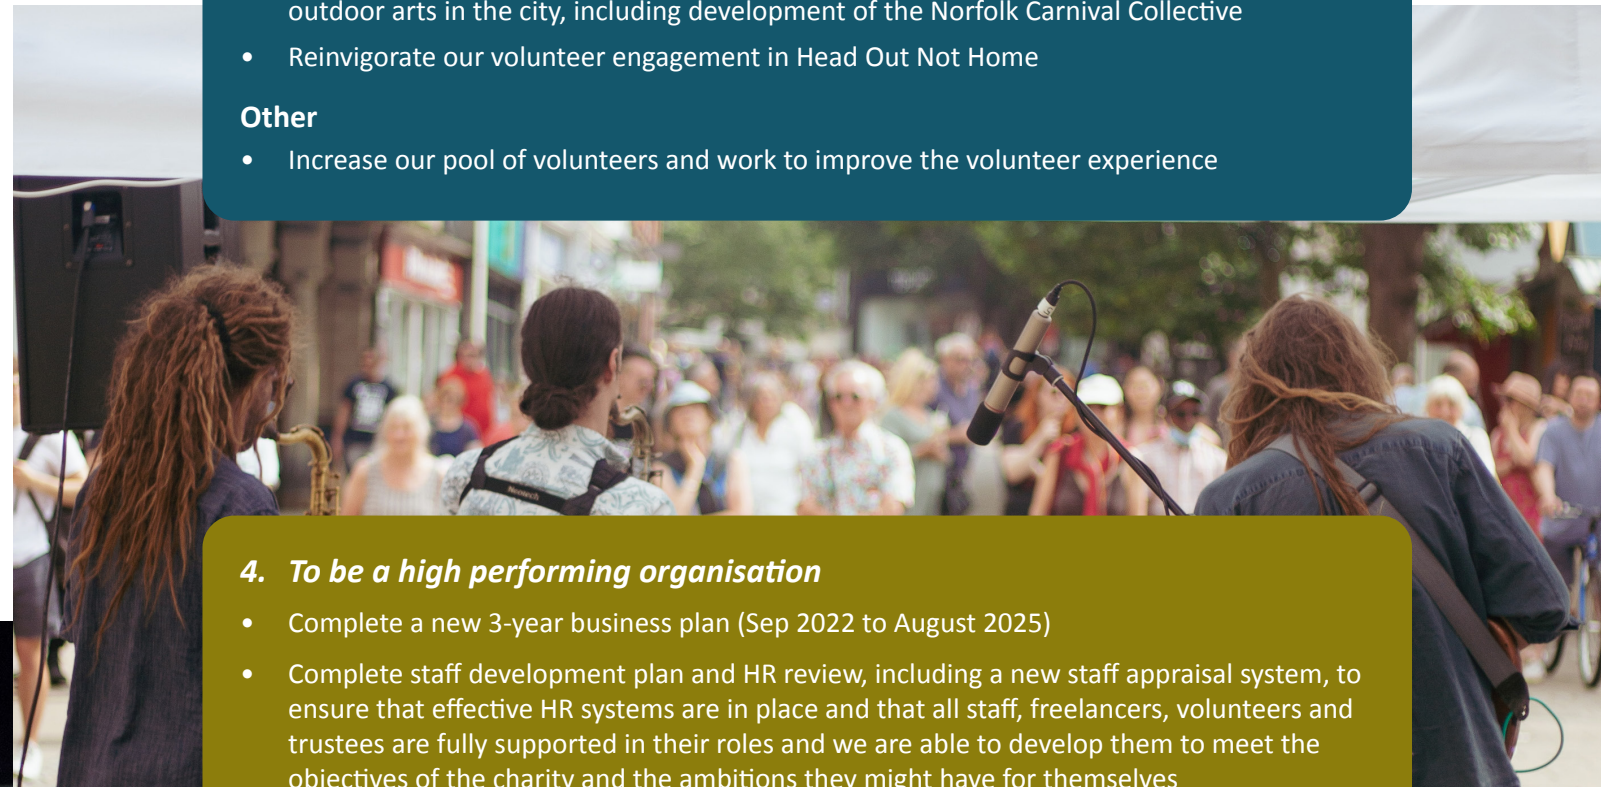 outdoor arts in the city, including development of the Norfolk Carnival Collective
• Reinvigorate our volunteer engagement in Head Out Not Home
Other
• Increase our pool of volunteers and work to improve the volunteer experience
Neotech
4. To be a high performing organisation
• Complete a new 3-year business plan (Sep 2022 to August 2025)
• Complete staff development plan and HR review, including a new staff appraisal system, to
ensure that effective HR systems are in place and that all staff, freelancers, volunteers and
trustees are fully supported in their roles and we are able to develop them to meet the
objectives of the charity and the ambitions they might have for themselves